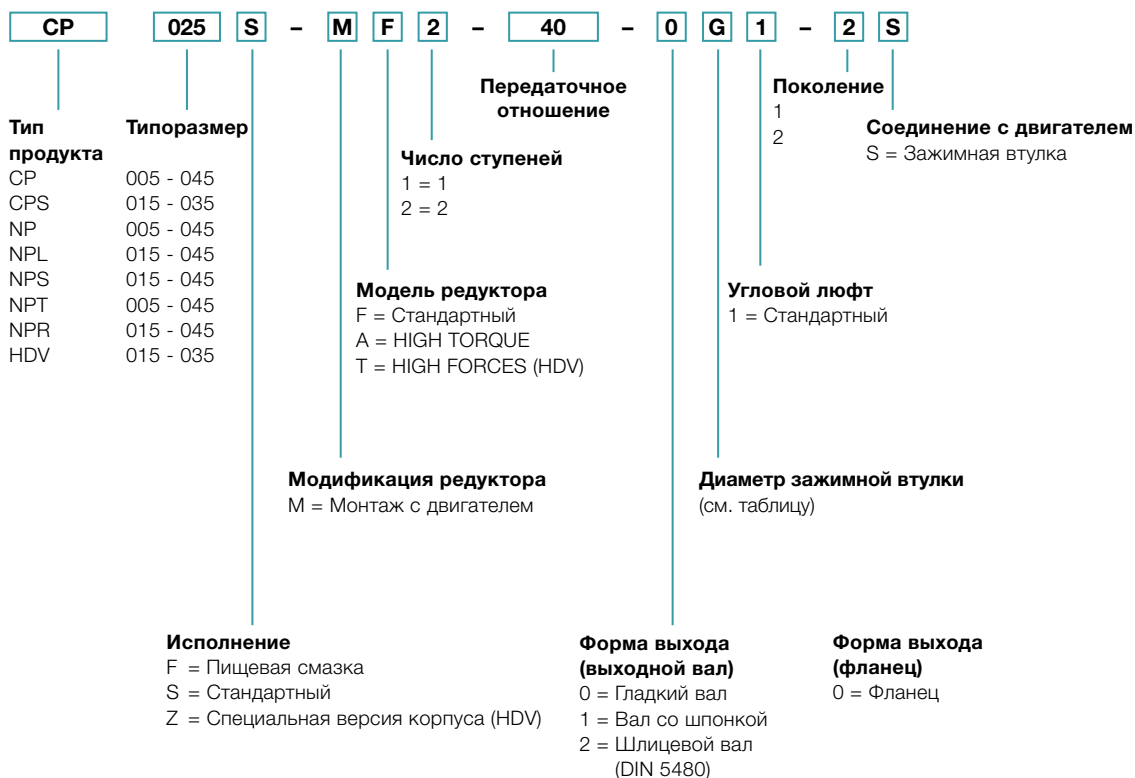 CP 025 S – M F 2 – 40 – 0 G 1 – 2 S
Передаточное
отношение
Поколение
1
2
Тип
продукта
Типоразмер
CP 005 - 045
CPS 015 - 035
NP 005 - 045
NPL 015 - 045
NPS 015 - 045
NPT 005 - 045
NPR 015 - 045
HDV 015 - 035
Число ступеней
1 = 1
2 = 2
Соединение с двигателем
S = Зажимная втулка
Модель редуктора
F = Стандартный
A = HIGH TORQUE
T = HIGH FORCES (HDV)
Угловой люфт
1 = Стандартный
Модификация редуктора
M = Монтаж с двигателем
Диаметр зажимной втулки
(см. таблицу)
Исполнение
F = Пищевая смазка
S = Стандартный
Z = Специальная версия корпуса (HDV)
Форма выхода
(выходной вал)
0 = Гладкий вал
1 = Вал со шпонкой
2 = Шлицевой вал
(DIN 5480)
Форма выхода
(фланец)
0 = Фланец